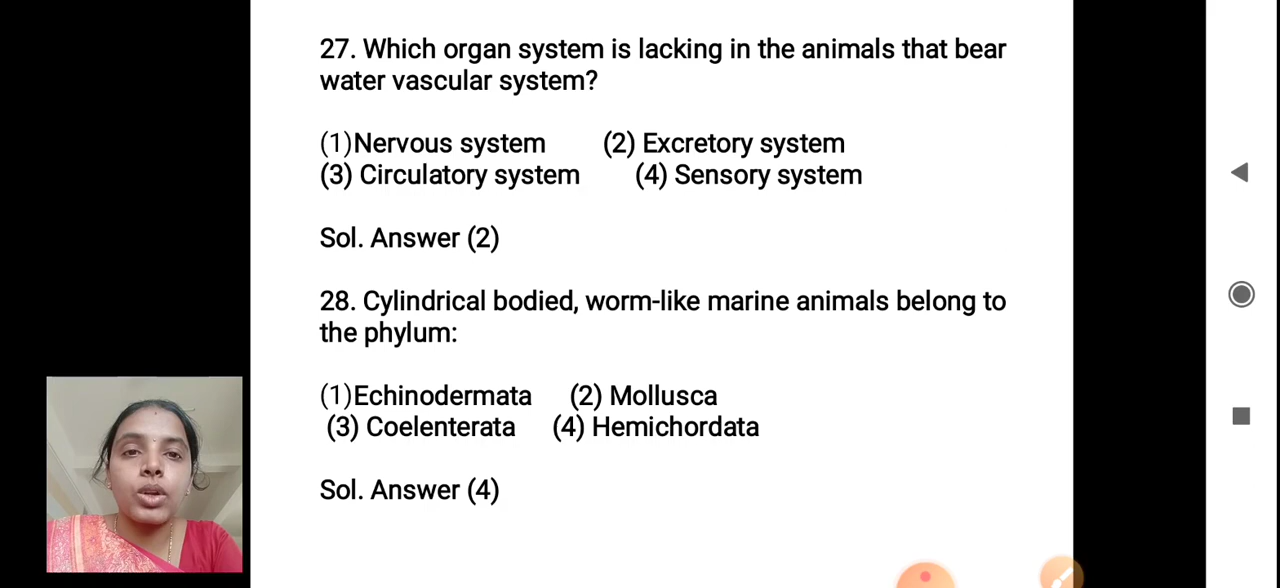 27. Which organ system is lacking in the animals that bear
water vascular system?
(1)Nervous system (2) Excretory system
(3) Circulatory system (4) Sensory system
Sol. Answer (2)
28. Cylindrical bodied, worm-like marine animals belong to
the phylum:
(1)Echinodermata (2) Mollusca
(3) Coelenterata (4) Hemichordata
Sol. Answer (4)